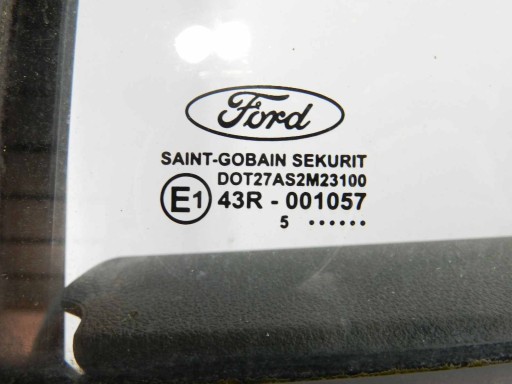 Ford
SAINT-GOBAIN SEKURIT
DOT27AS2M23100
E1 43R - 001057
5 ......